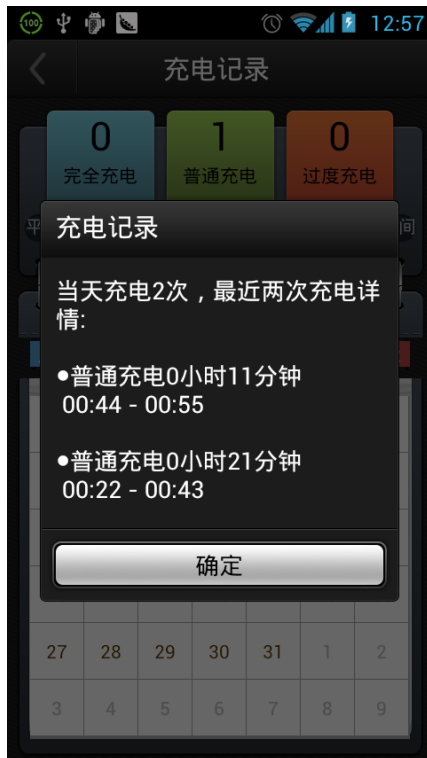 100
12:57
充电记录
0
1
0
完全充电
普通充电
过度充电
平
间
充电记录
当天充电2次，最近两次充电详
情:
●普通充电0小时11分钟
00:44 - 00:55
●普通充电0小时21分钟
00:22 - 00:43
确定
27 28 29 30 31 1 2
3 4 5 6 7 8 9